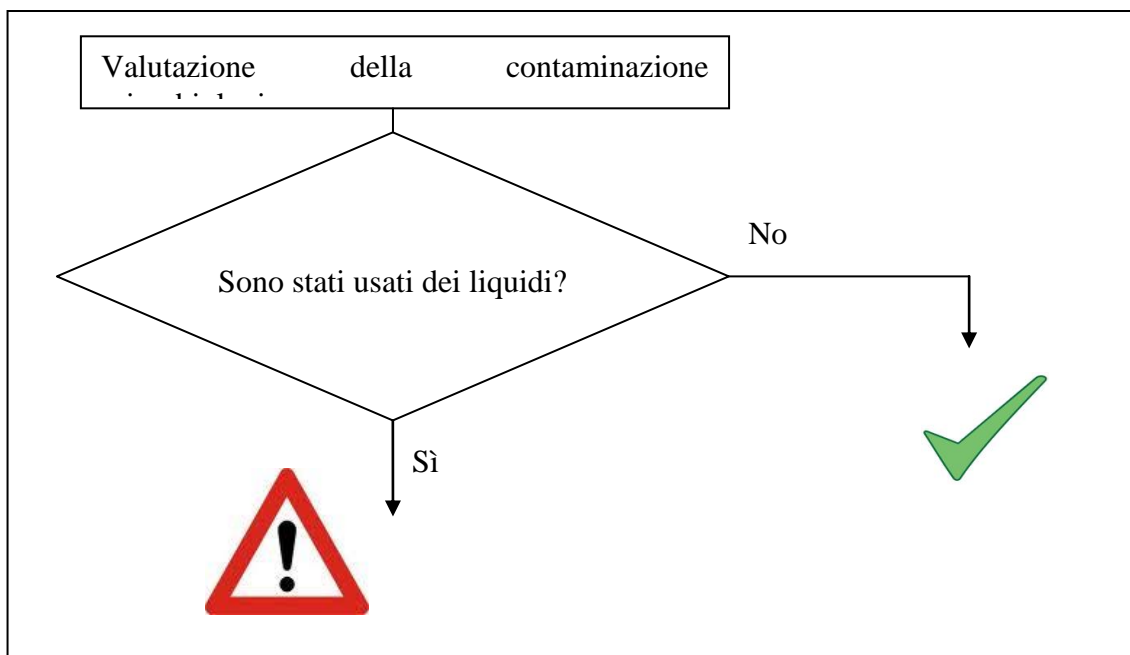 Valutazione della contaminazione
No
Sono stati usati dei liquidi?
Sì